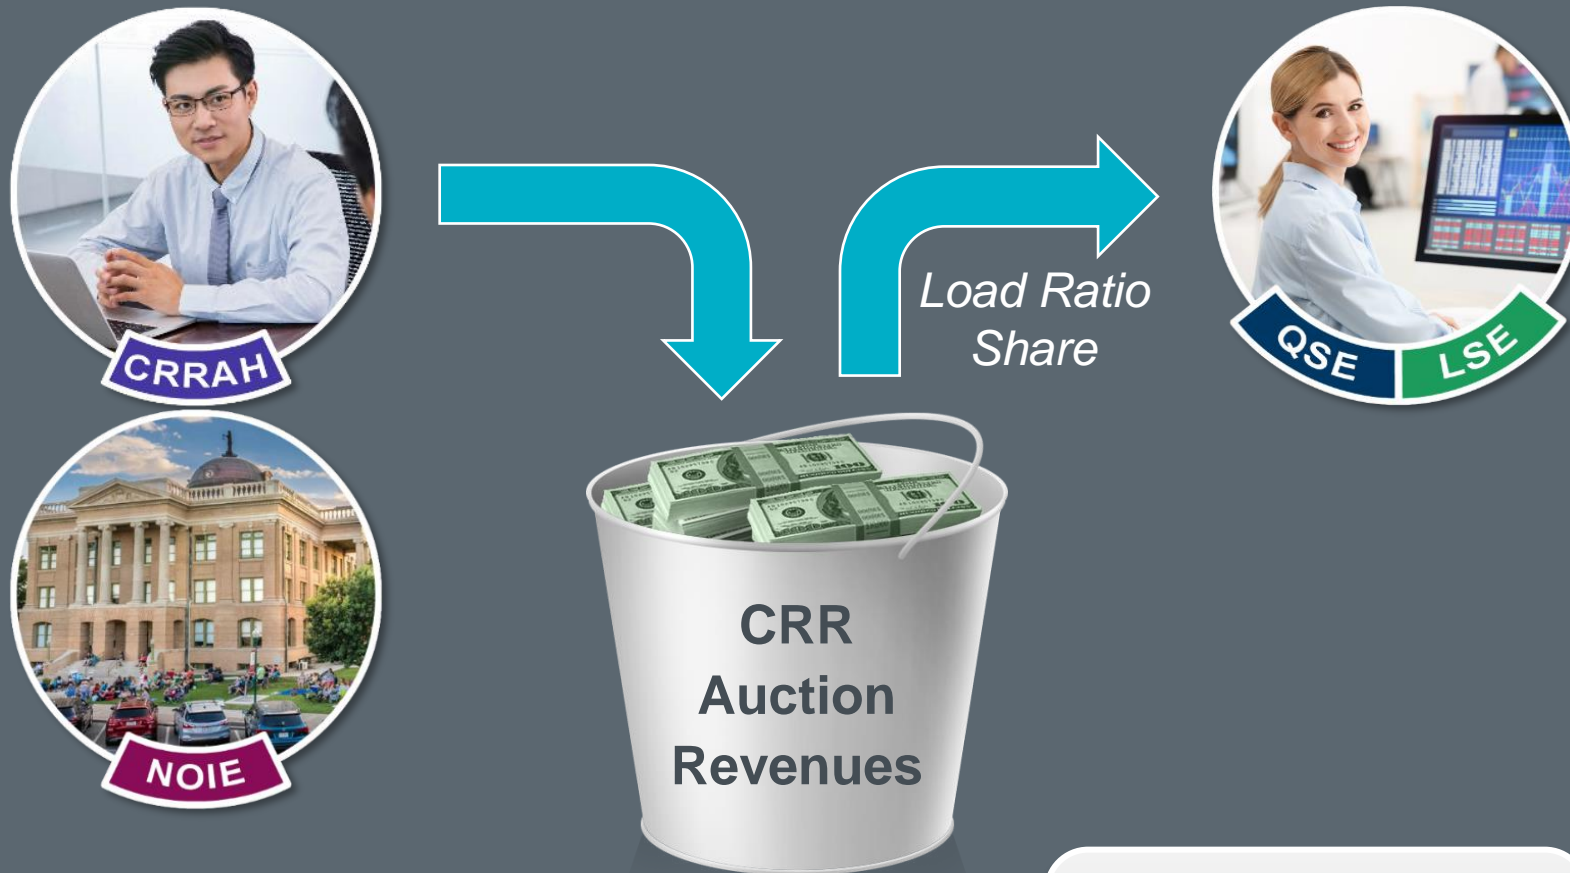 CRRAH
NOIE
Load Ratio
Share
QSE
LSE
CRR
Auction
Revenues